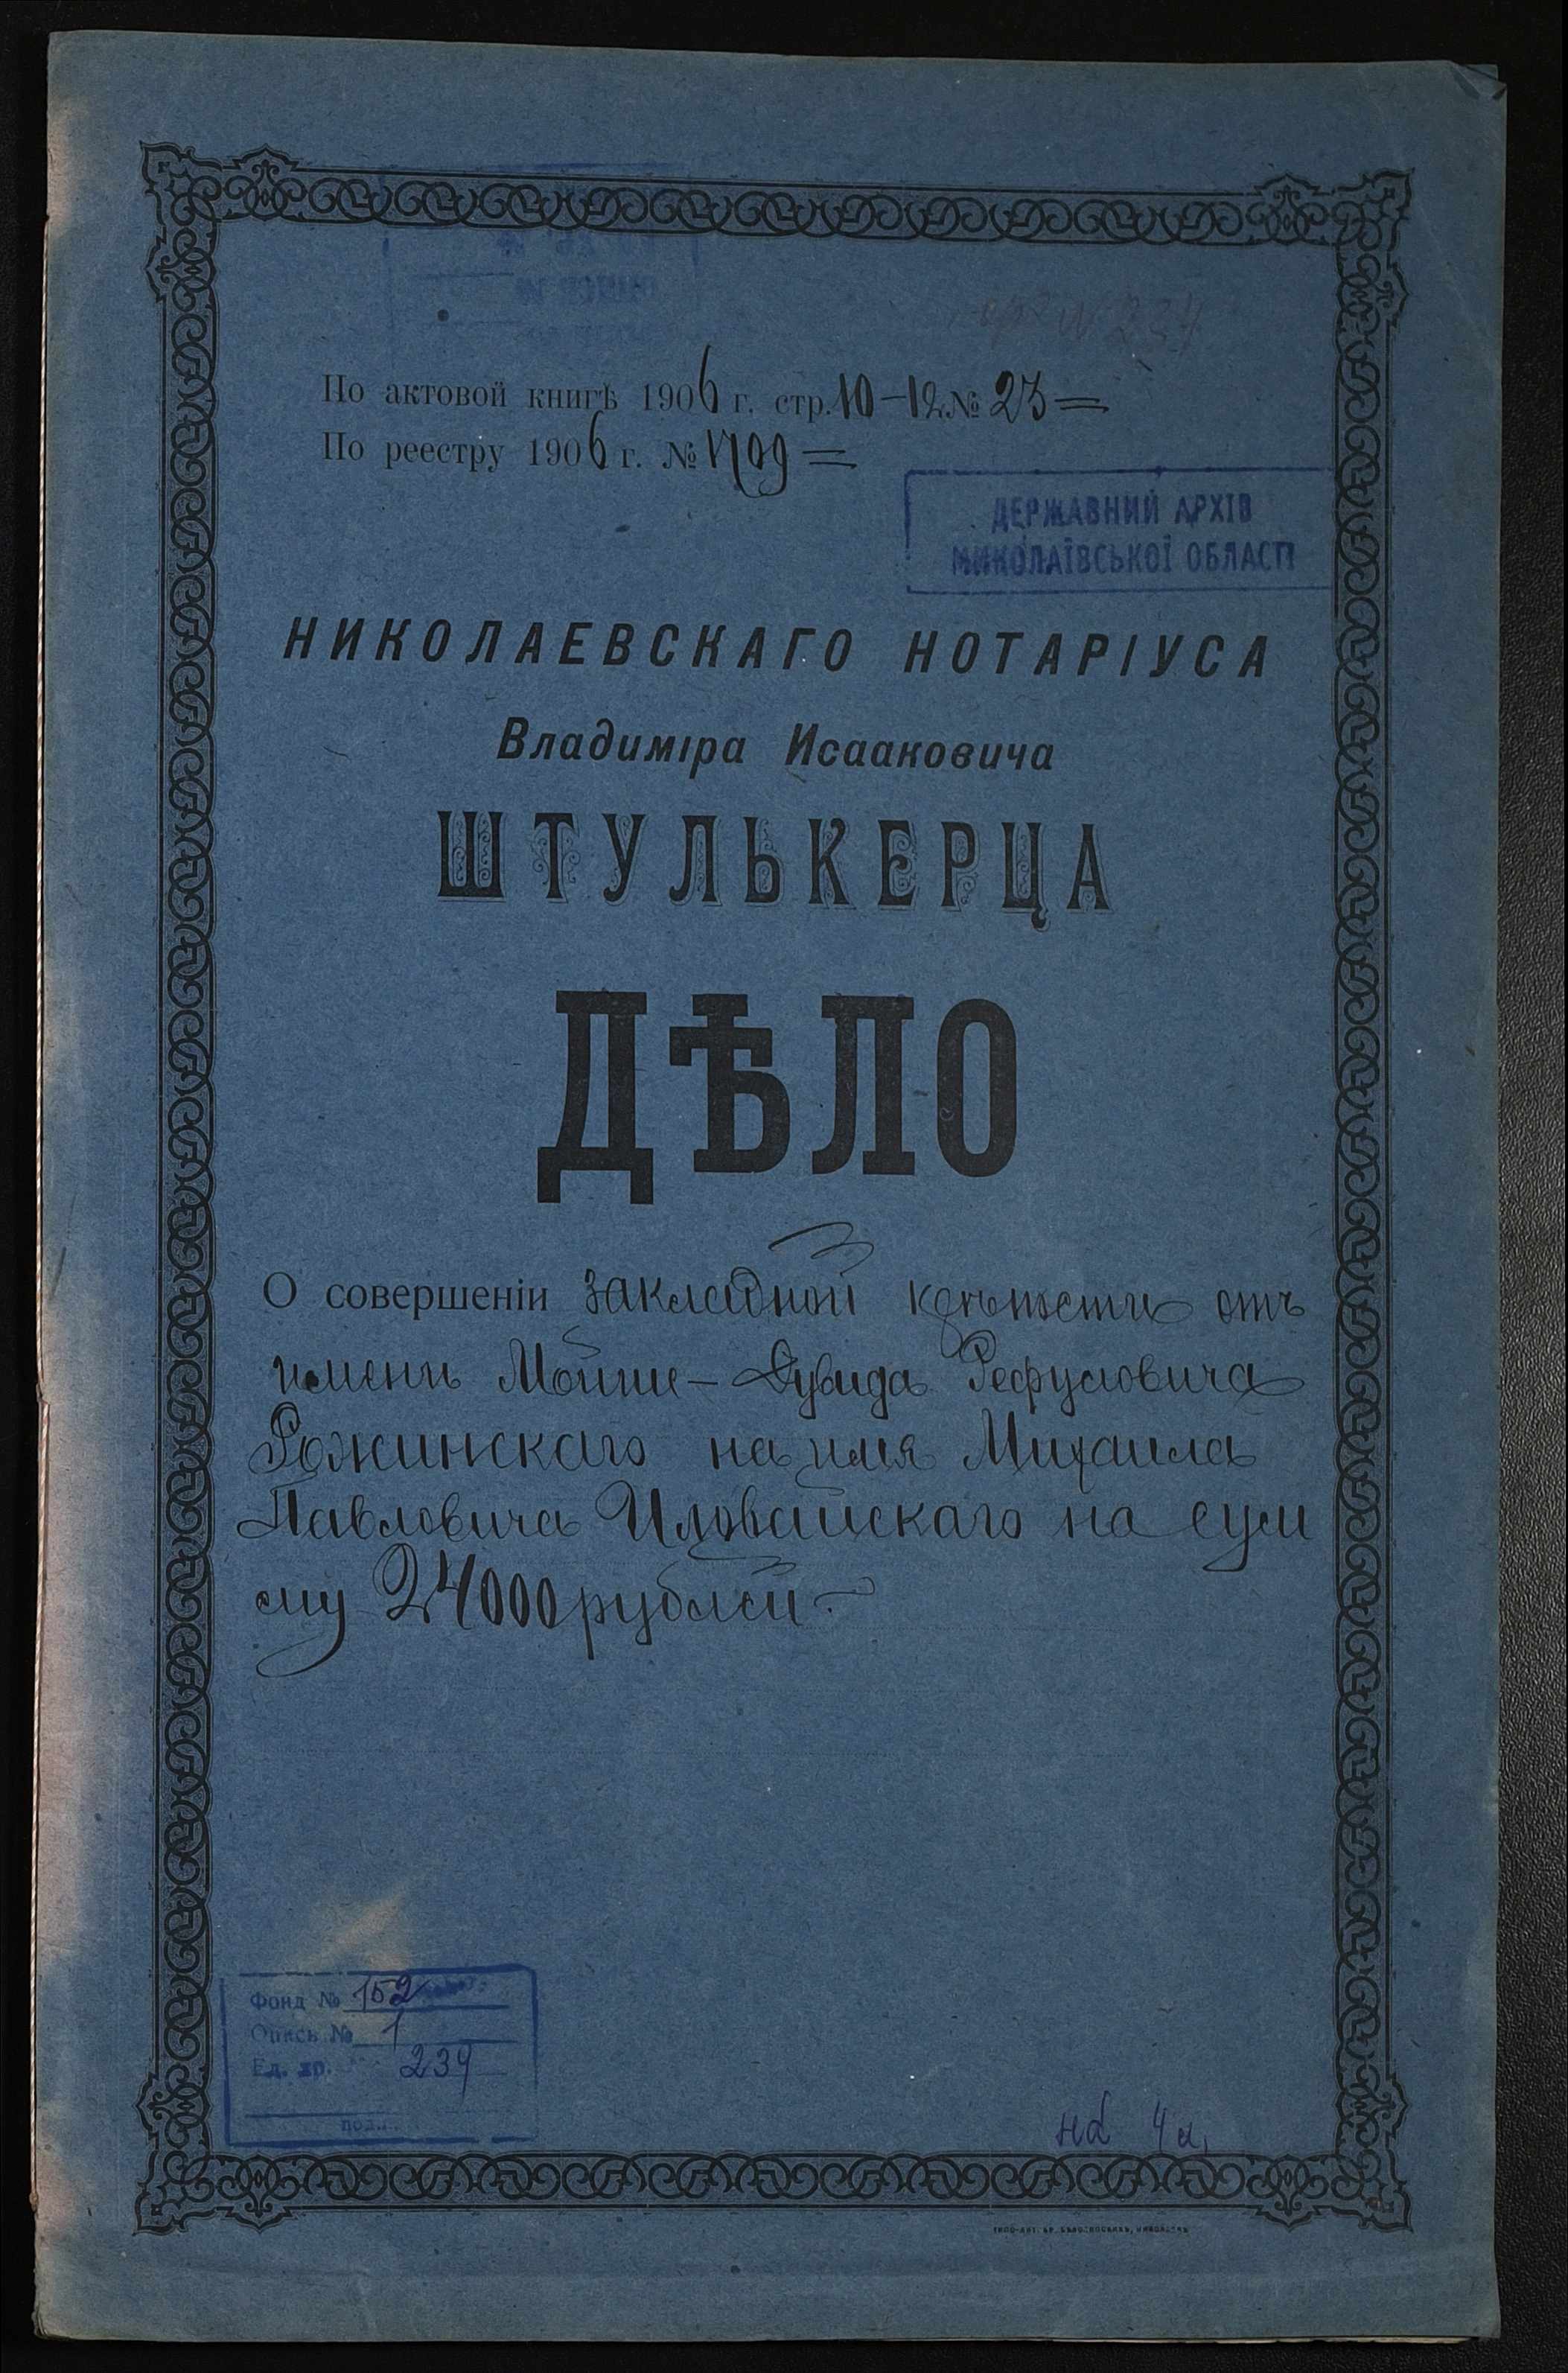 По актовой книгѣ 1906 г. стр. 10-12 № 23=
По реестру 1906 г. № 1709=
ДЕРЖАВНИЙ АРХІВ
МИКОЛАЇВСЬКОЇ ОБЛАСТІ
НИКОЛАЕВСКАГО НОТАРІУСА
Владиміра Исааковича
ШТУЛЬКЕРЦА
ДѢЛО
О совершеніи закладной крѣпости отъ
имени Мойше-Дувида Рефуловича
Рожинскаго на имя Михаила
Павловича Иловайскаго на сум
му 24000 рублей.
Фонд № 152
Опись № 1
Ед. хр. 234
на 4 л.